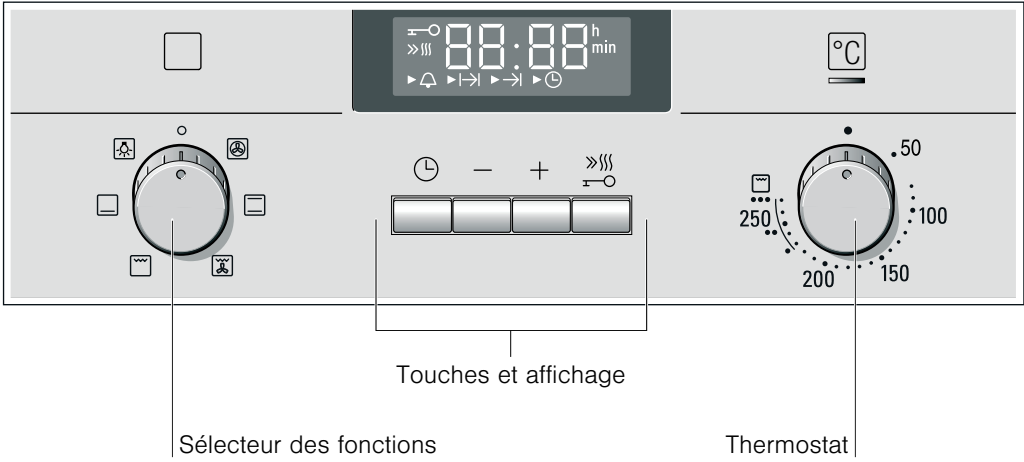 88:88 h
min
°C
50
100
150
200
250
− +
Touches et affichage
Sélecteur des fonctions
Thermostat